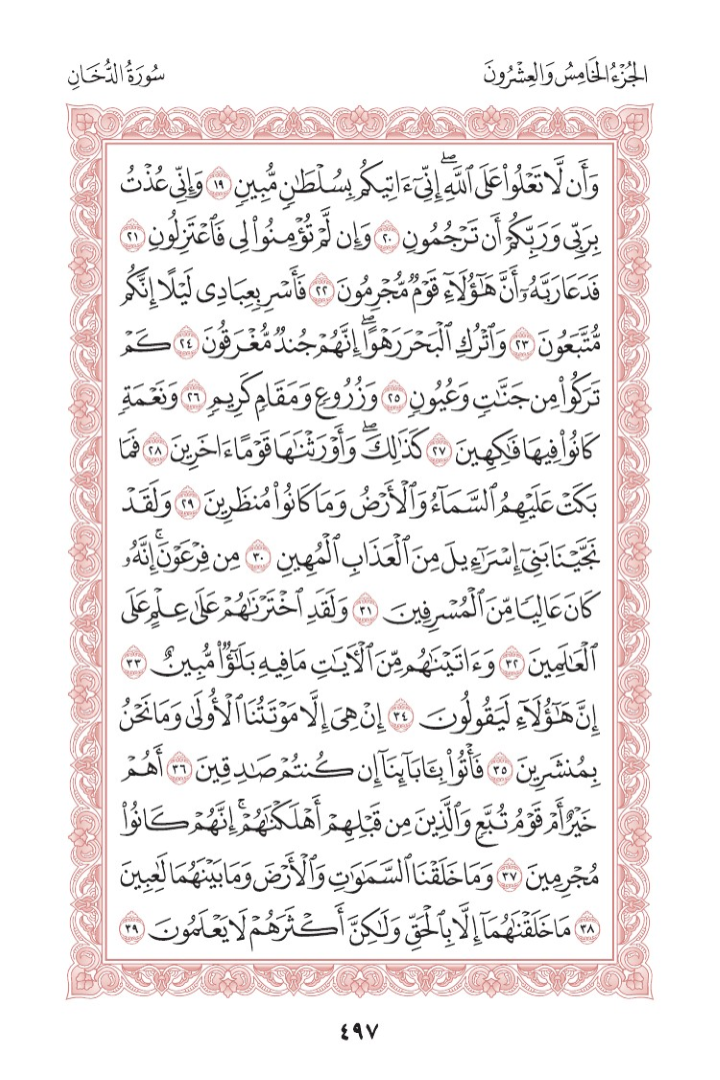 الجُزْءُ الخَامِسُ وَالعِشْرُونَ
سُورَةُ الدُّخَانِ
وَأَن لَّا تَعْلُوا۟ عَلَى ٱللَّهِ ۖ إِنِّىٓ ءَاتِيكُم بِسُلْطَـٰنٍ مُّبِينٍ ١٩ وَإِنِّى عُذْتُ
بِرَبِّى وَرَبِّكُمْ أَن تَرْجُمُونِ ٢٠ وَإِن لَّمْ تُؤْمِنُوا۟ لِى فَٱعْتَزِلُونِ ٢١
فَدَعَا رَبَّهُۥٓ أَنَّ هَـٰٓؤُلَآءِ قَوْمٌ مُّجْرِمُونَ ٢٢ فَأَسْرِ بِعِبَادِى لَيْلًا إِنَّكُم
مُّتَّبَعُونَ ٢٣ وَٱتْرُكِ ٱلْبَحْرَ رَهْوًا ۖ إِنَّهُمْ جُندٌ مُّغْرَقُونَ ٢٤ كَمْ
تَرَكُوا۟ مِن جَنَّـٰتٍ وَعُيُونٍ ٢٥ وَزُرُوعٍ وَمَقَامٍ كَرِيمٍ ٢٦ وَنَعْمَةٍ
كَانُوا۟ فِيهَا فَـٰكِهِينَ ٢٧ كَذَٰلِكَ ۖ وَأَوْرَثْنَـٰهَا قَوْمًا ءَاخَرِينَ ٢٨ فَمَا
بَكَتْ عَلَيْهِمُ ٱلسَّمَآءُ وَٱلْأَرْضُ وَمَا كَانُوا۟ مُنظَرِينَ ٢٩ وَلَقَدْ
نَجَّيْنَا بَنِىٓ إِسْرَٰٓءِيلَ مِنَ ٱلْعَذَابِ ٱلْمُهِينِ ٣٠ مِن فِرْعَوْنَ ۚ إِنَّهُۥ
كَانَ عَالِيًا مِّنَ ٱلْمُسْرِفِينَ ٣١ وَلَقَدِ ٱخْتَرْنَـٰهُمْ عَلَىٰ عِلْمٍ عَلَى
ٱلْعَـٰلَمِينَ ٣٢ وَءَاتَيْنَـٰهُم مِّنَ ٱلْـَٔايَـٰتِ مَا فِيهِ بَلَـٰٓؤٌا۟ مُّبِينٌ ٣٣
إِنَّ هَـٰٓؤُلَآءِ لَيَقُولُونَ ٣٤ إِنْ هِىَ إِلَّا مَوْتَتُنَا ٱلْأُولَىٰ وَمَا نَحْنُ
بِمُنشَرِينَ ٣٥ فَأْتُوا۟ بِـَٔابَآئِنَآ إِن كُنتُمْ صَـٰدِقِينَ ٣٦ أَهُمْ
خَيْرٌ أَمْ قَوْمُ تُبَّعٍ وَٱلَّذِينَ مِن قَبْلِهِمْ ۚ أَهْلَكْنَـٰهُمْ ۖ إِنَّهُمْ كَانُوا۟
مُجْرِمِينَ ٣٧ وَمَا خَلَقْنَا ٱلسَّمَـٰوَٰتِ وَٱلْأَرْضَ وَمَا بَيْنَهُمَا لَـٰعِبِينَ
٣٨ مَا خَلَقْنَـٰهُمَآ إِلَّا بِٱلْحَقِّ وَلَـٰكِنَّ أَكْثَرَهُمْ لَا يَعْلَمُونَ ٣٩
٤٩٧